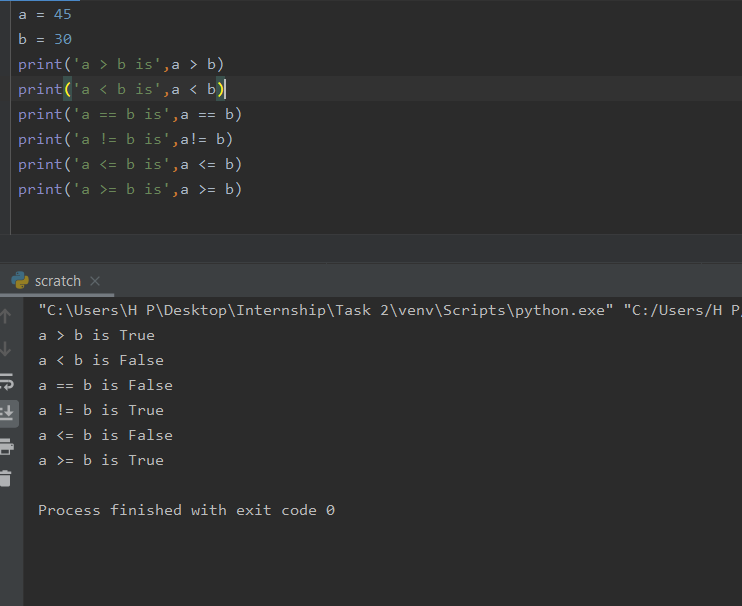 a = 45
b = 30
print('a > b is',a > b)
print('a < b is',a < b)
print('a == b is',a == b)
print('a != b is',a!= b)
print('a <= b is',a <= b)
print('a >= b is',a >= b)
scratch
"C:\Users\H P\Desktop\Internship\Task 2\venv\Scripts\python.exe" "C:/Users/H P/
a > b is True
a < b is False
a == b is False
a != b is True
a <= b is False
a >= b is True
Process finished with exit code 0